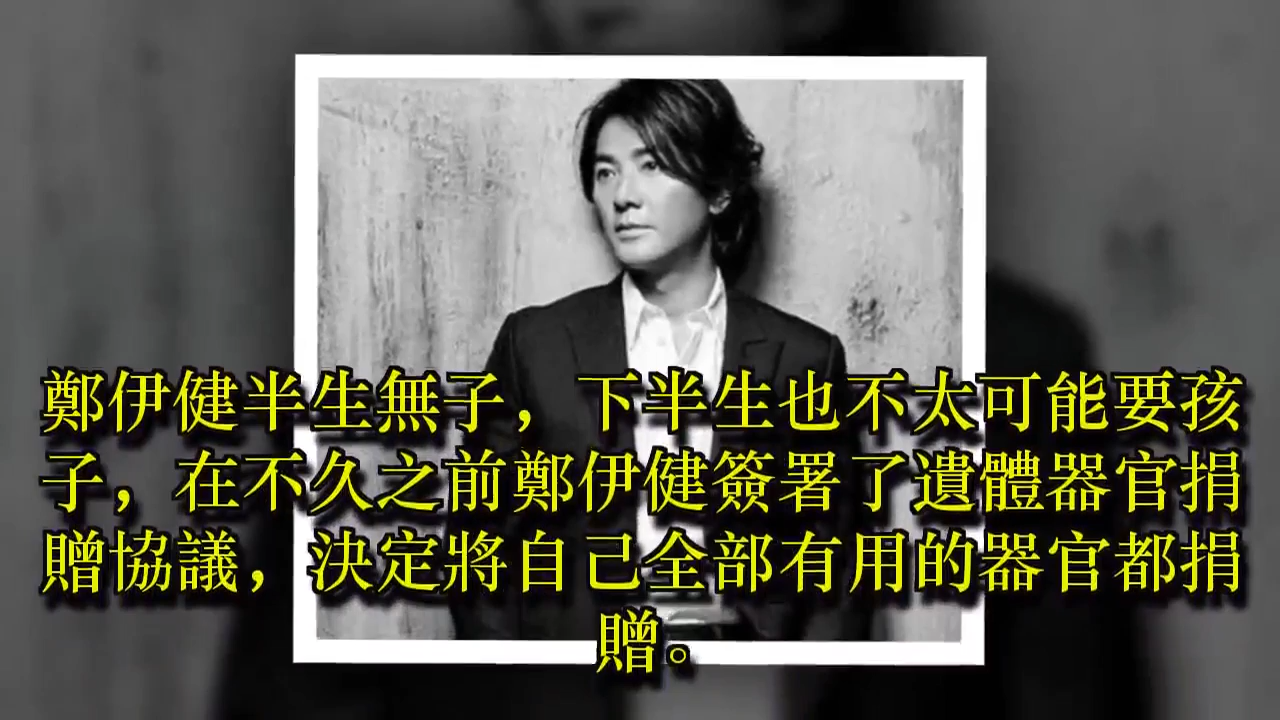 鄭伊健半生無子，下半生也不太可能要孩
子，在不久之前鄭伊健簽署了遺體器官捐
贈協議，決定將自己全部有用的器官都捐
贈。